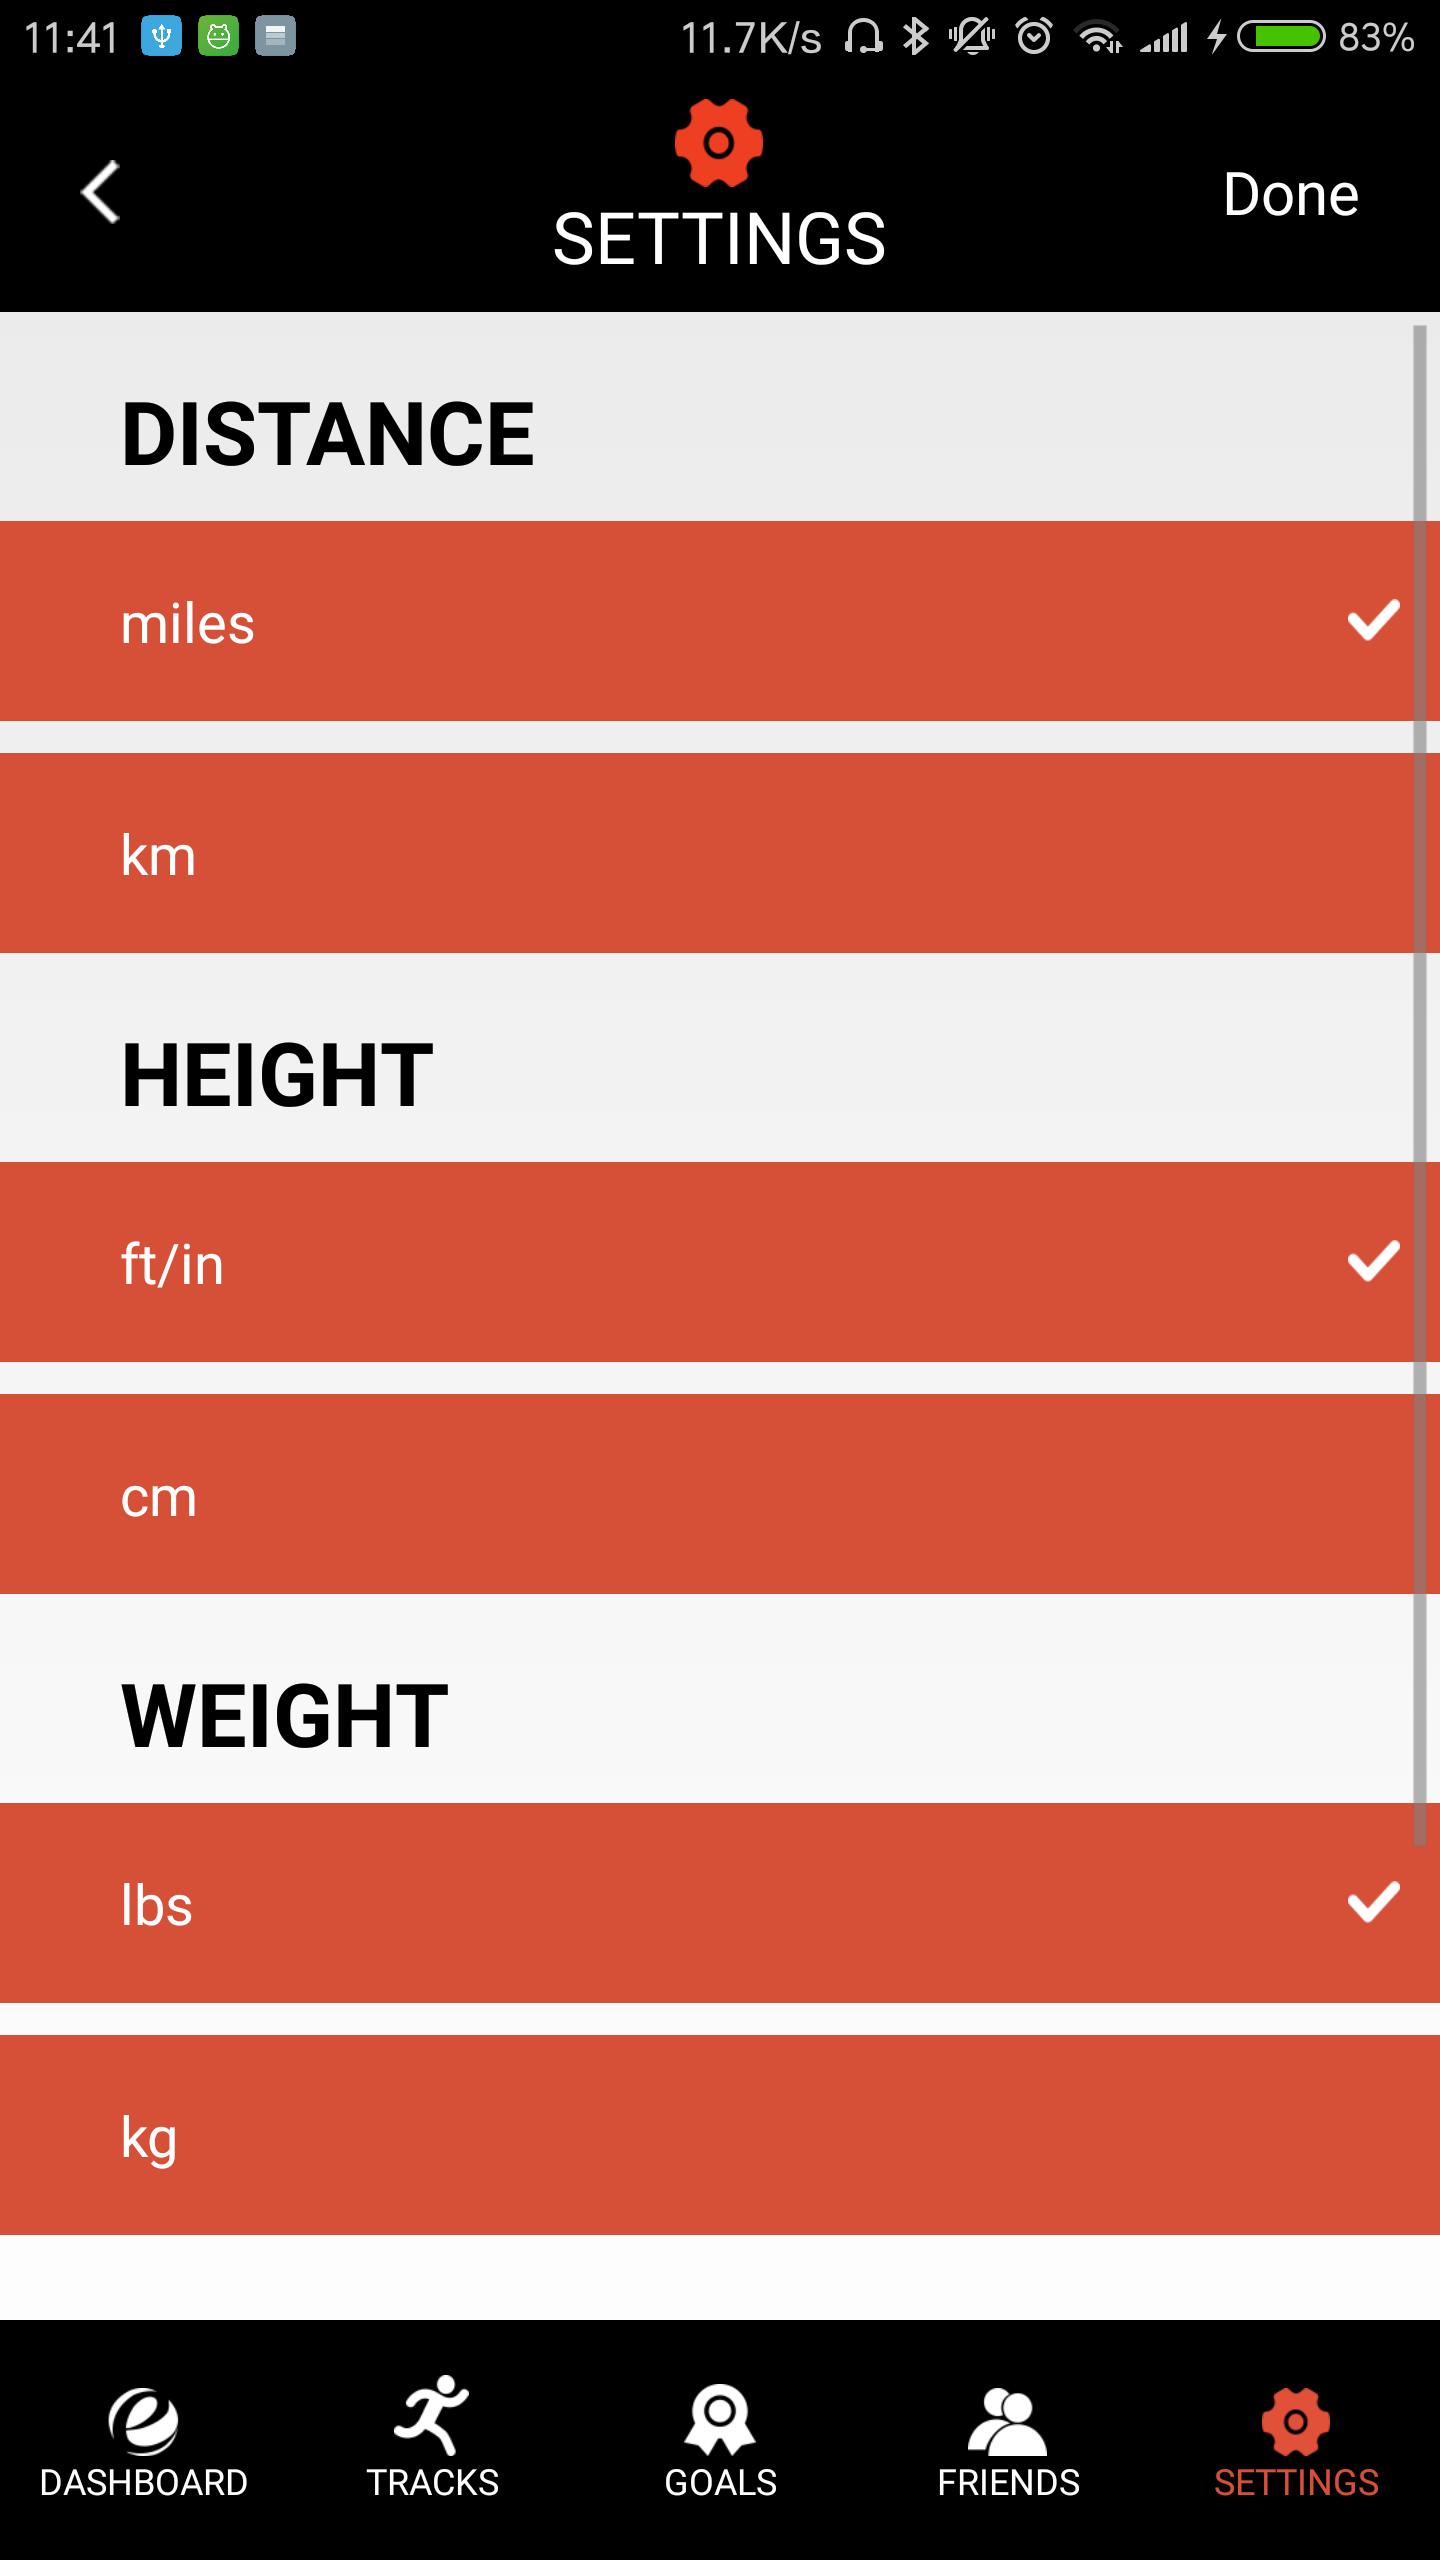 11:41 11.7K/s 83%
SETTINGS
Done
DISTANCE
miles
km
HEIGHT
ft/in
cm
WEIGHT
lbs
kg
DASHBOARD TRACKS GOALS FRIENDS SETTINGS